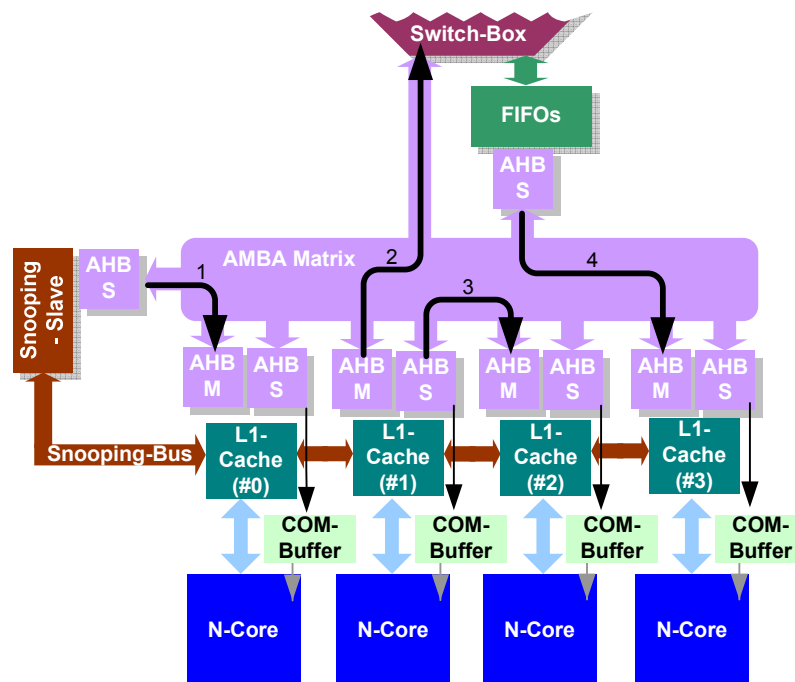 Switch-Box
FIFOs
AHB
S
AMBA Matrix
Snooping
- Slave
AHB
S
1
2
3
4
AHB
M
AHB
S
AHB
M
AHB
S
AHB
M
AHB
S
AHB
M
AHB
S
Snooping-Bus
L1-
Cache
(#0)
L1-
Cache
(#1)
L1-
Cache
(#2)
L1-
Cache
(#3)
COM-
Buffer
COM-
Buffer
COM-
Buffer
COM-
Buffer
N-Core
N-Core
N-Core
N-Core